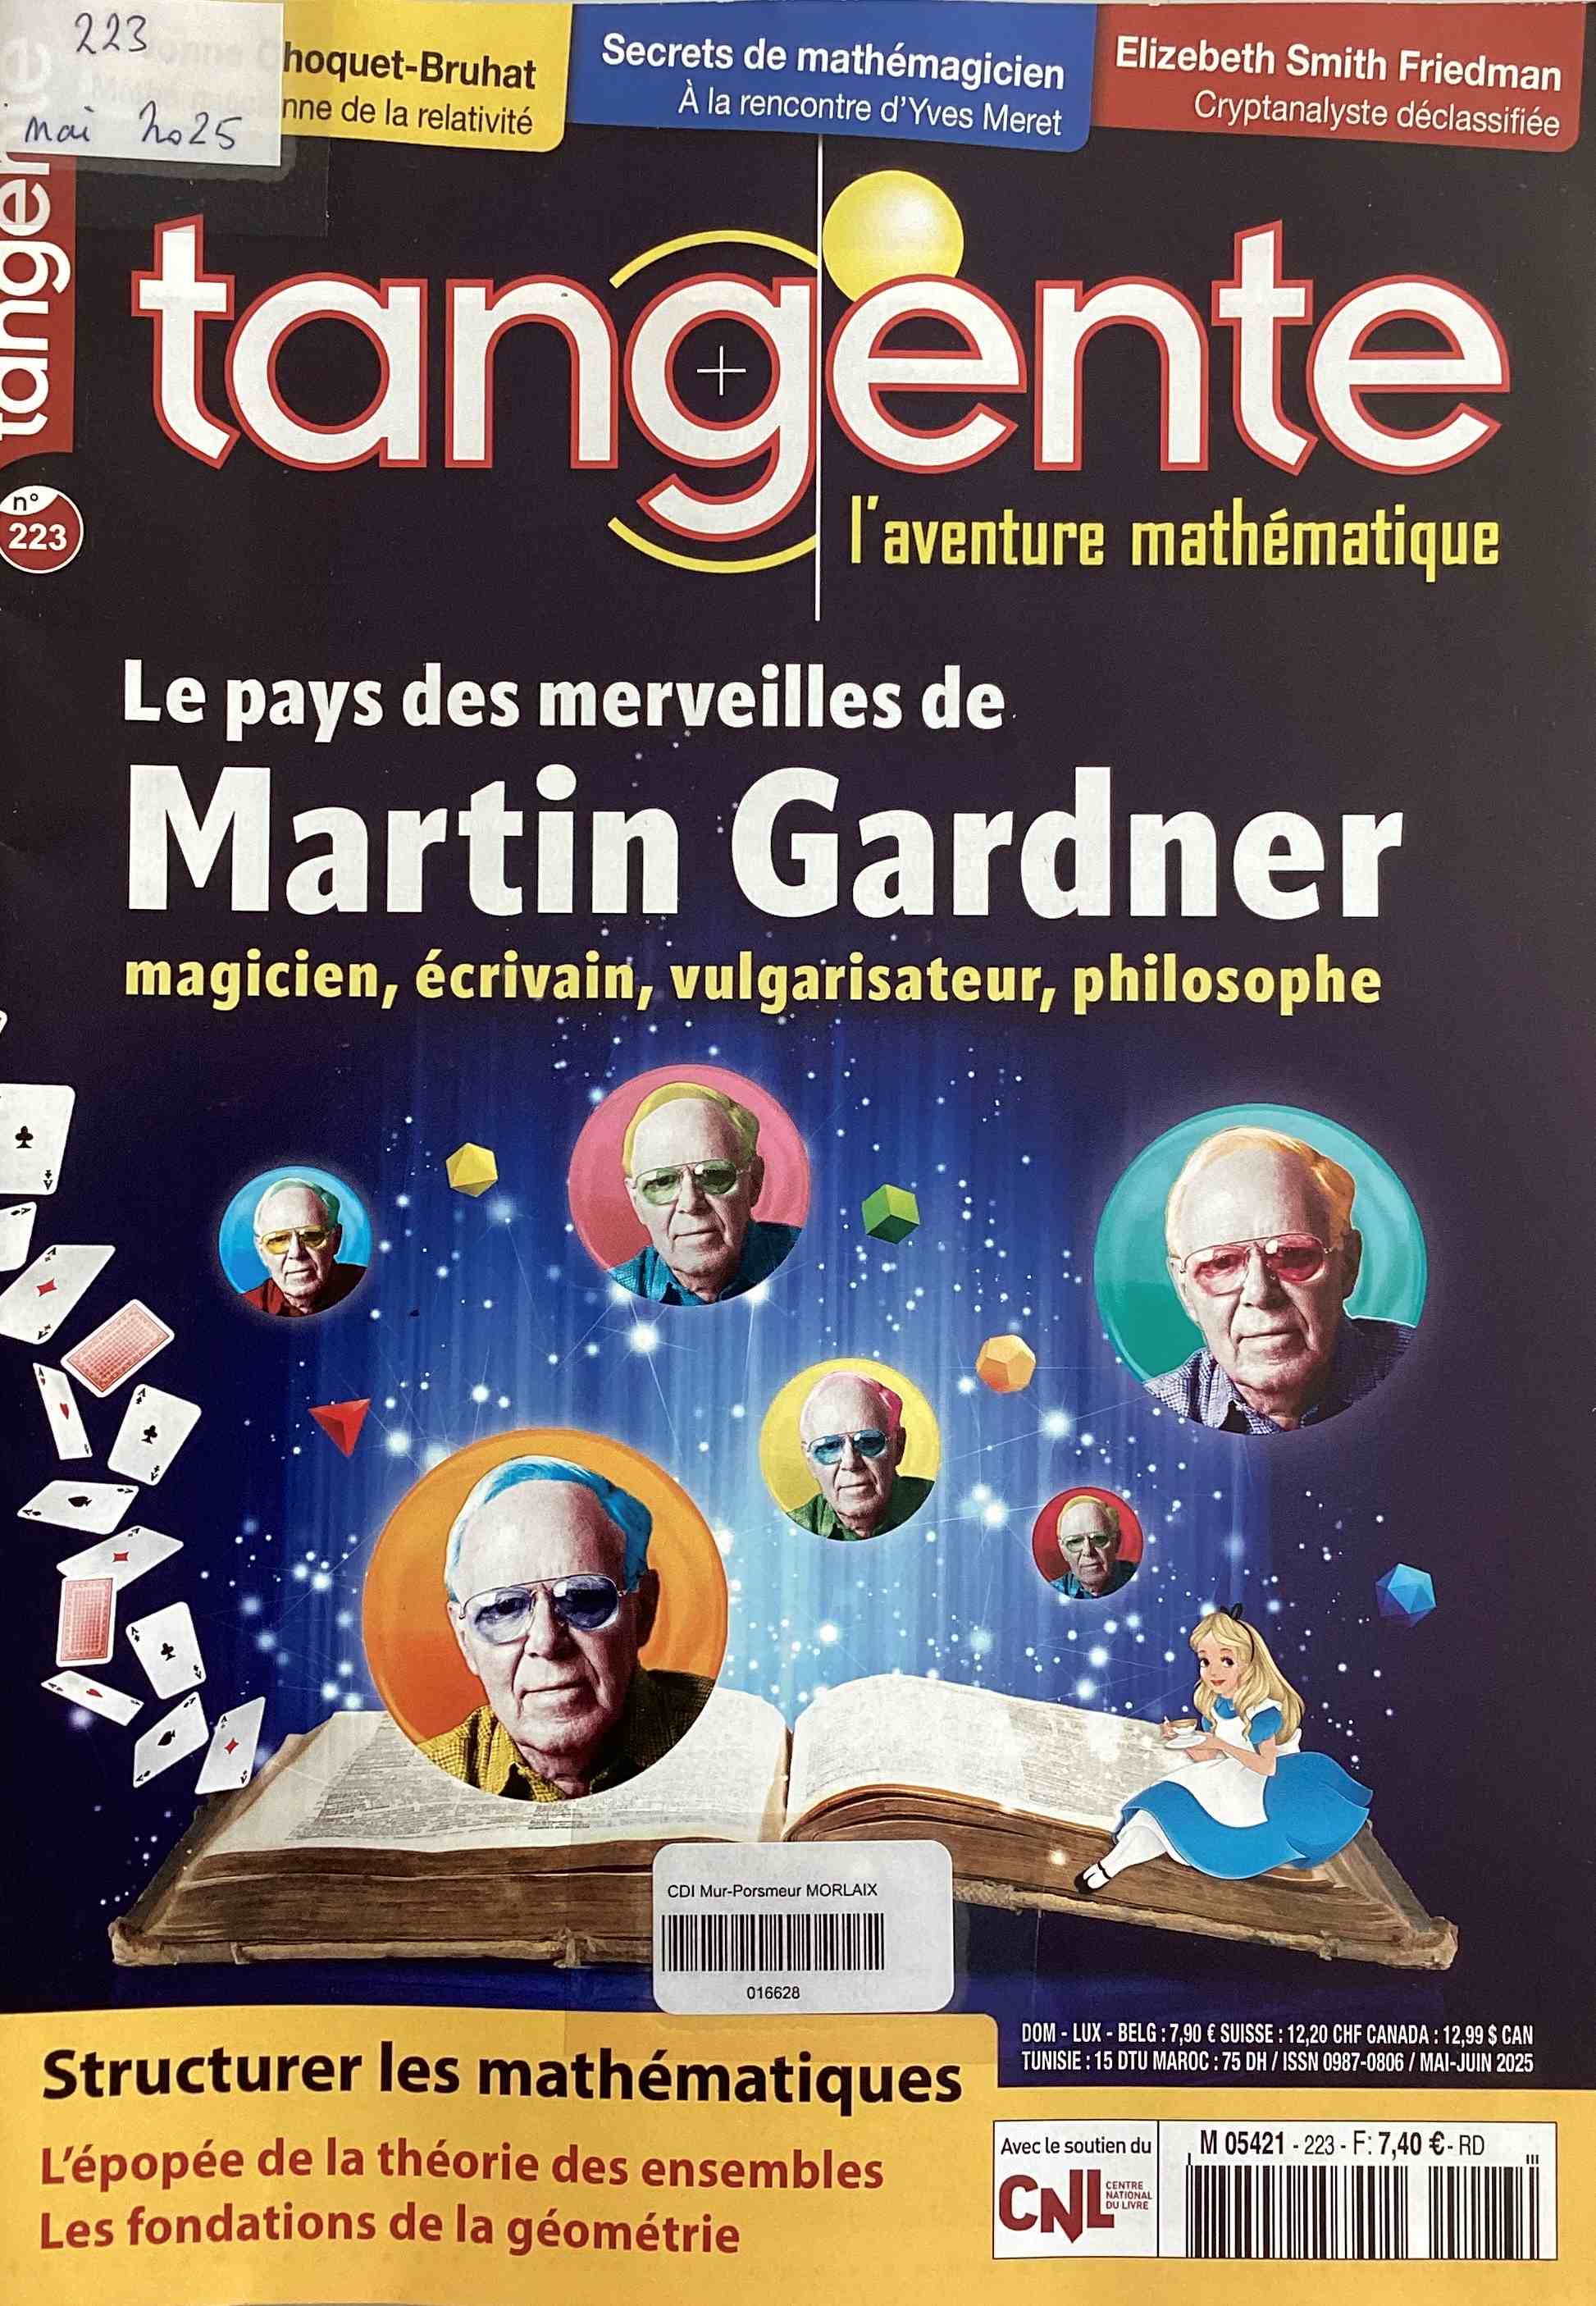 223
mai 2025
hoquet-Bruhat
nne de la relativité
Secrets de mathémagicien
À la rencontre d'Yves Meret
Elizebeth Smith Friedman
Cryptanalyste déclassifiée
tangente
l'aventure mathématique
n°
223
Le pays des merveilles de
Martin Gardner
magicien, écrivain, vulgarisateur, philosophe
CDI Mur-Porsmeur MORLAIX
016628
DOM - LUX - BELG : 7,90 € SUISSE : 12,20 CHF CANADA : 12,99 $ CAN
TUNISIE : 15 DTU MAROC : 75 DH / ISSN 0987-0806 / MAI-JUIN 2025
Structurer les mathématiques
L'épopée de la théorie des ensembles
Les fondations de la géométrie
Avec le soutien du
CNL CENTRE
NATIONAL
DU LIVRE
M 05421 - 223 - F: 7,40 € - RD